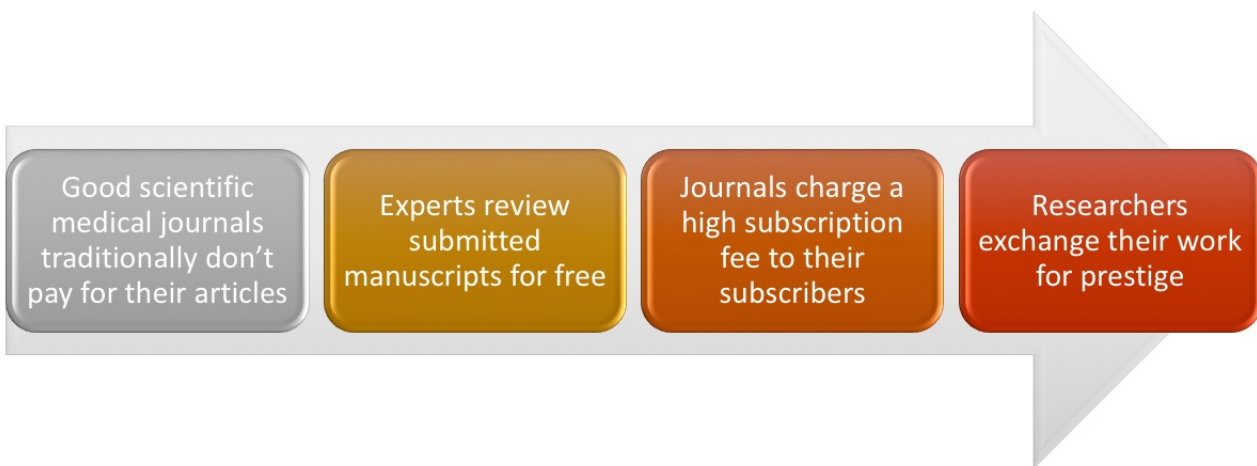 Good scientific
medical journals
traditionally don’t
pay for their articles
Experts review
submitted
manuscripts for free
Journals charge a
high subscription
fee to their
subscribers
Researchers
exchange their work
for prestige